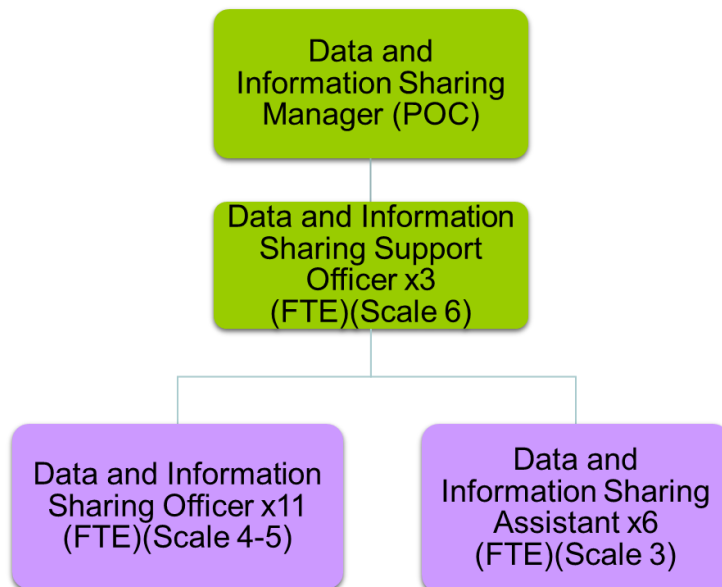 Data and
Information Sharing
Manager (POC)
Data and Information
Sharing Support
Officer x3
(FTE)(Scale 6)
Data and Information
Sharing Officer x11
(FTE)(Scale 4-5)
Data and
Information Sharing
Assistant x6
(FTE)(Scale 3)